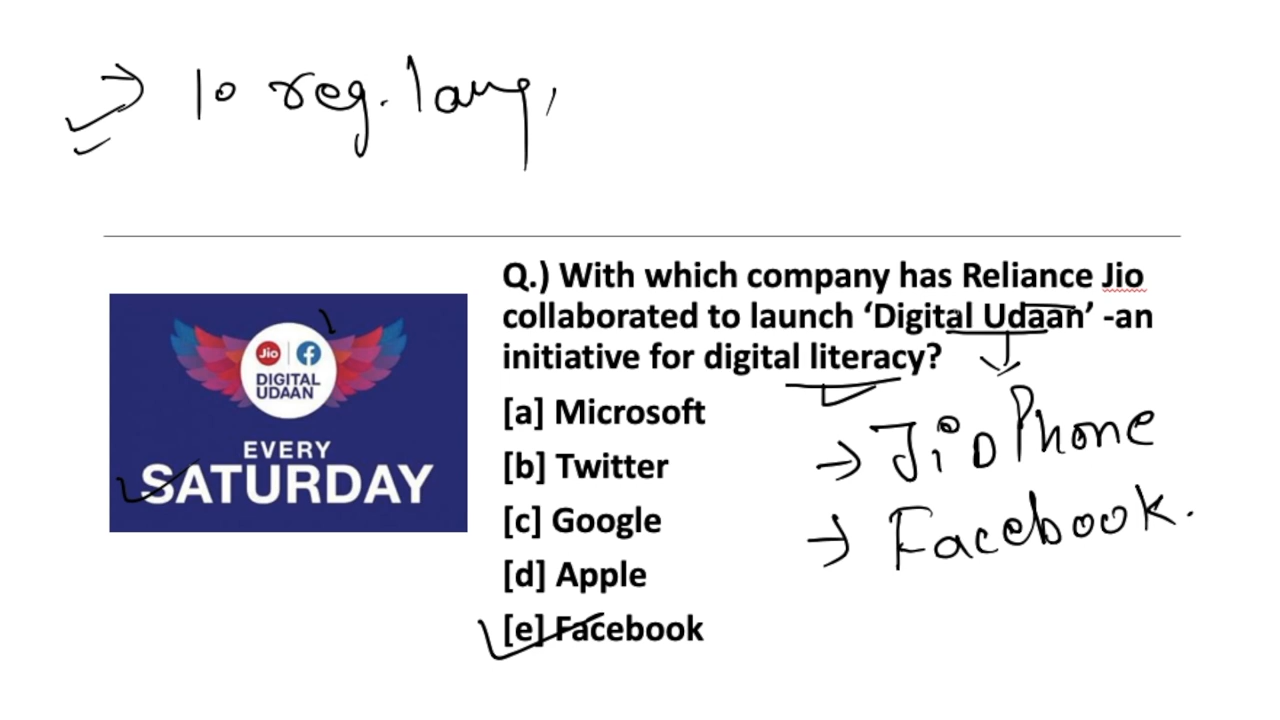 → 10 reg. lang,
Q.) With which company has Reliance Jio
collaborated to launch ‘Digital Udaan’ -an
initiative for digital literacy?
[a] Microsoft
[b] Twitter
[c] Google
[d] Apple
[e] Facebook
→ JioPhone
→ Facebook.
Jio
DIGITAL
UDAAN
EVERY
SATURDAY